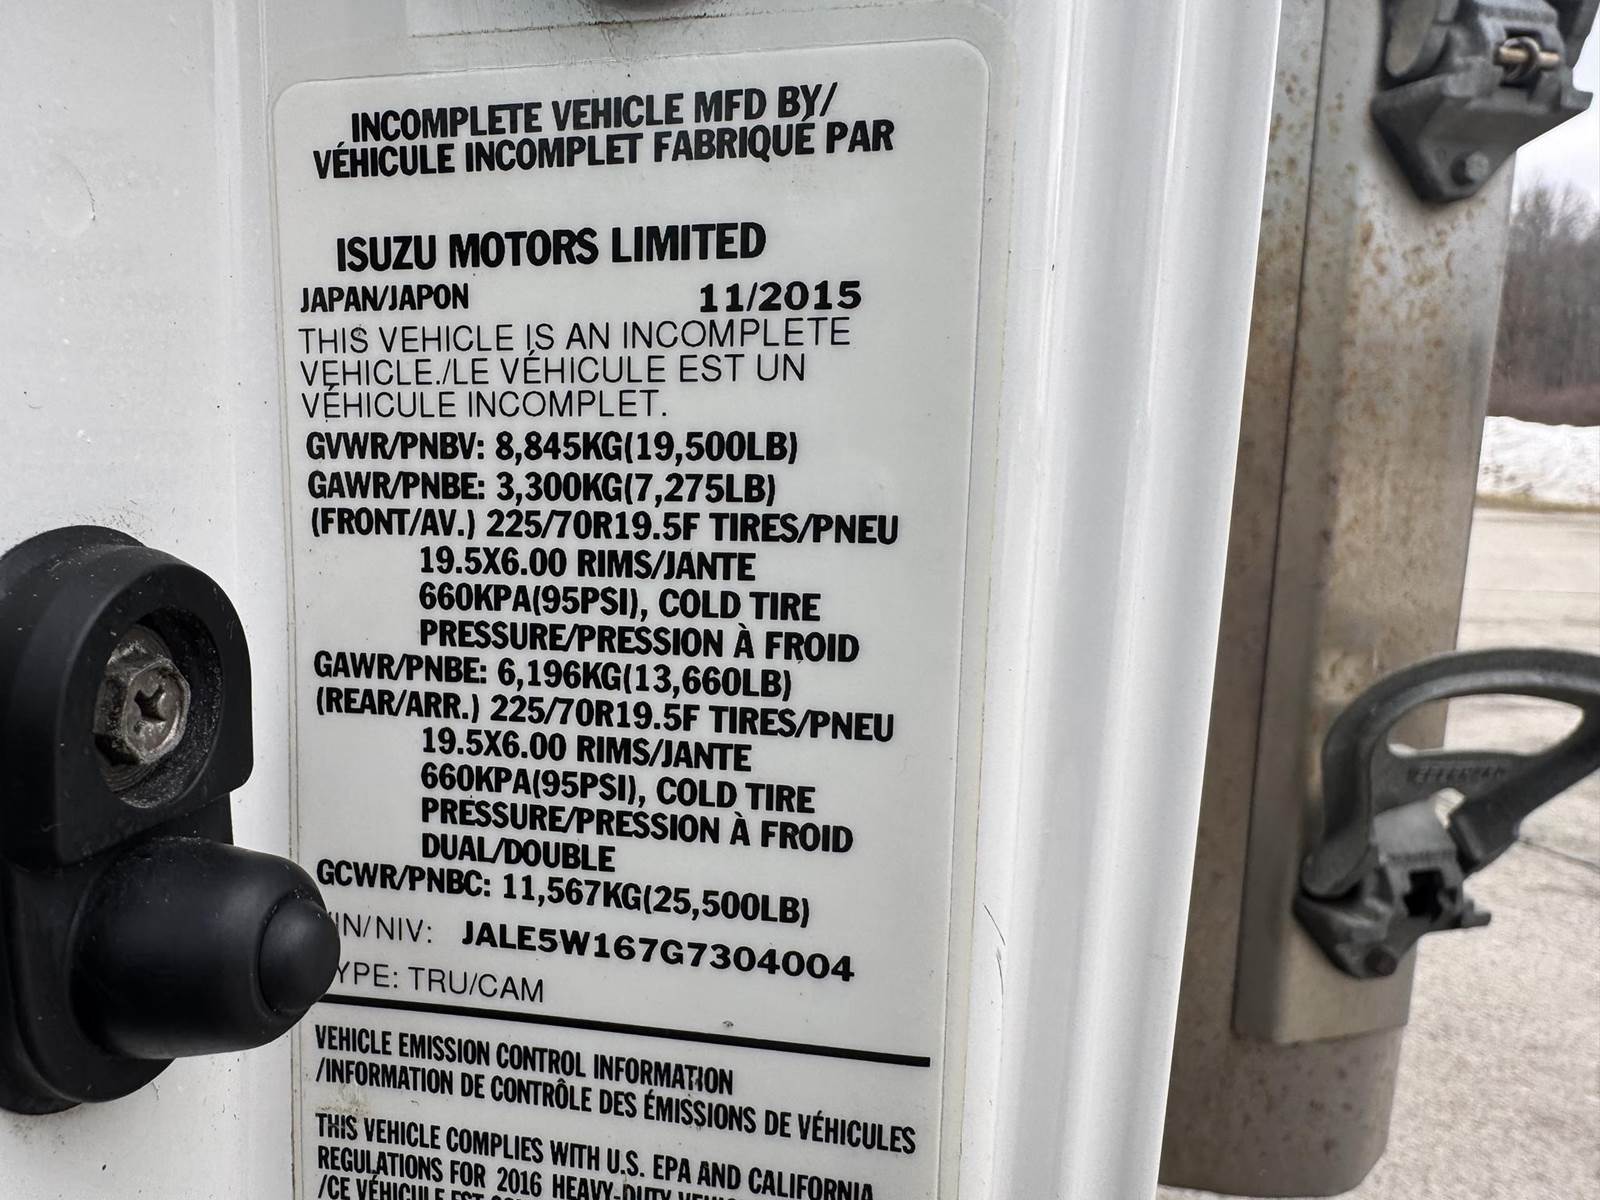 INCOMPLETE VEHICLE MFD BY/
VÉHICULE INCOMPLET FABRIQUÉ PAR
ISUZU MOTORS LIMITED
JAPAN/JAPON 11/2015
THIS VEHICLE IS AN INCOMPLETE
VEHICLE./LE VÉHICULE EST UN
VÉHICULE INCOMPLET.
GVWR/PNBV: 8,845KG(19,500LB)
GAWR/PNBE: 3,300KG(7,275LB)
(FRONT/AV.) 225/70R19.5F TIRES/PNEU
19.5X6.00 RIMS/JANTE
660KPA(95PSI), COLD TIRE
PRESSURE/PRESSION À FROID
GAWR/PNBE: 6,196KG(13,660LB)
(REAR/ARR.) 225/70R19.5F TIRES/PNEU
19.5X6.00 RIMS/JANTE
660KPA(95PSI), COLD TIRE
PRESSURE/PRESSION À FROID
DUAL/DOUBLE
GCWR/PNBC: 11,567KG(25,500LB)
IN/NIV: JALE5W167G7304004
YPE: TRU/CAM
VEHICLE EMISSION CONTROL INFORMATION
/INFORMATION DE CONTRÔLE DES ÉMISSIONS DE VÉHICULES
THIS VEHICLE COMPLIES WITH U.S. EPA AND CALIFORNIA
REGULATIONS FOR 2016 HEAVY-DUTY
/CE VÉHICULE EST